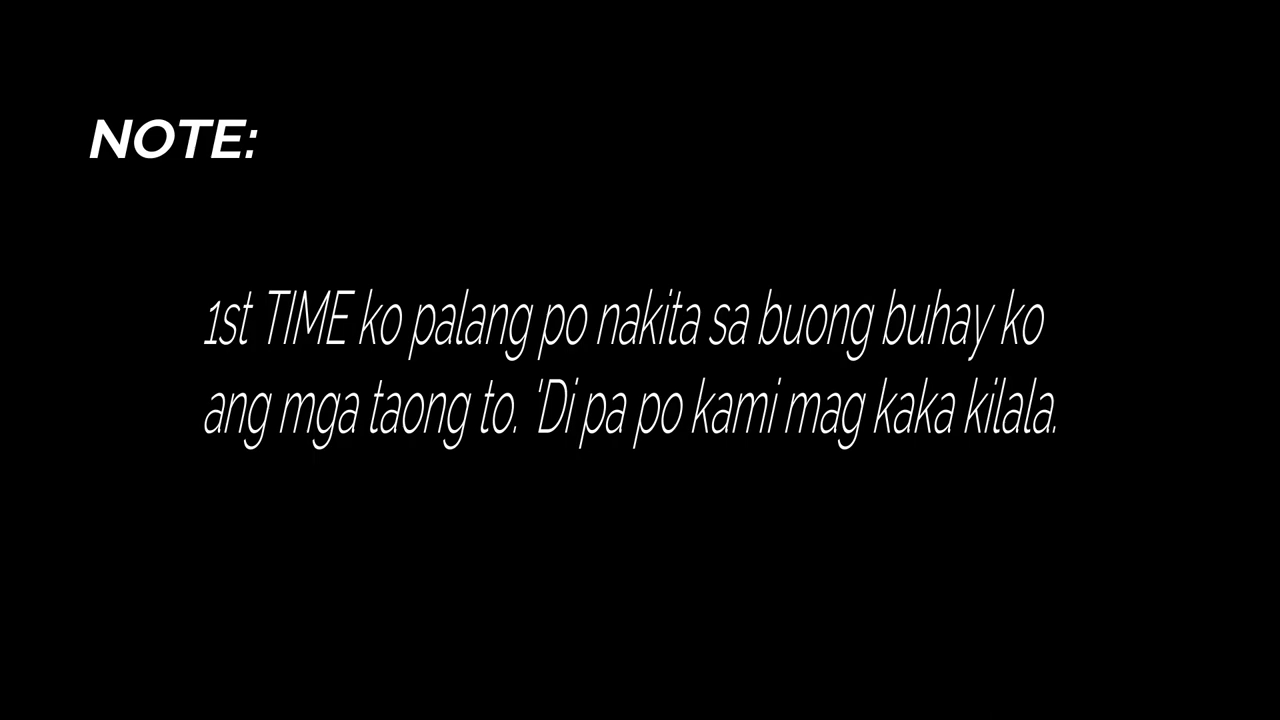 NOTE:
1st TIME ko palang po nakita sa buong buhay ko
ang mga taong to. 'Di pa po kami mag kaka kilala.